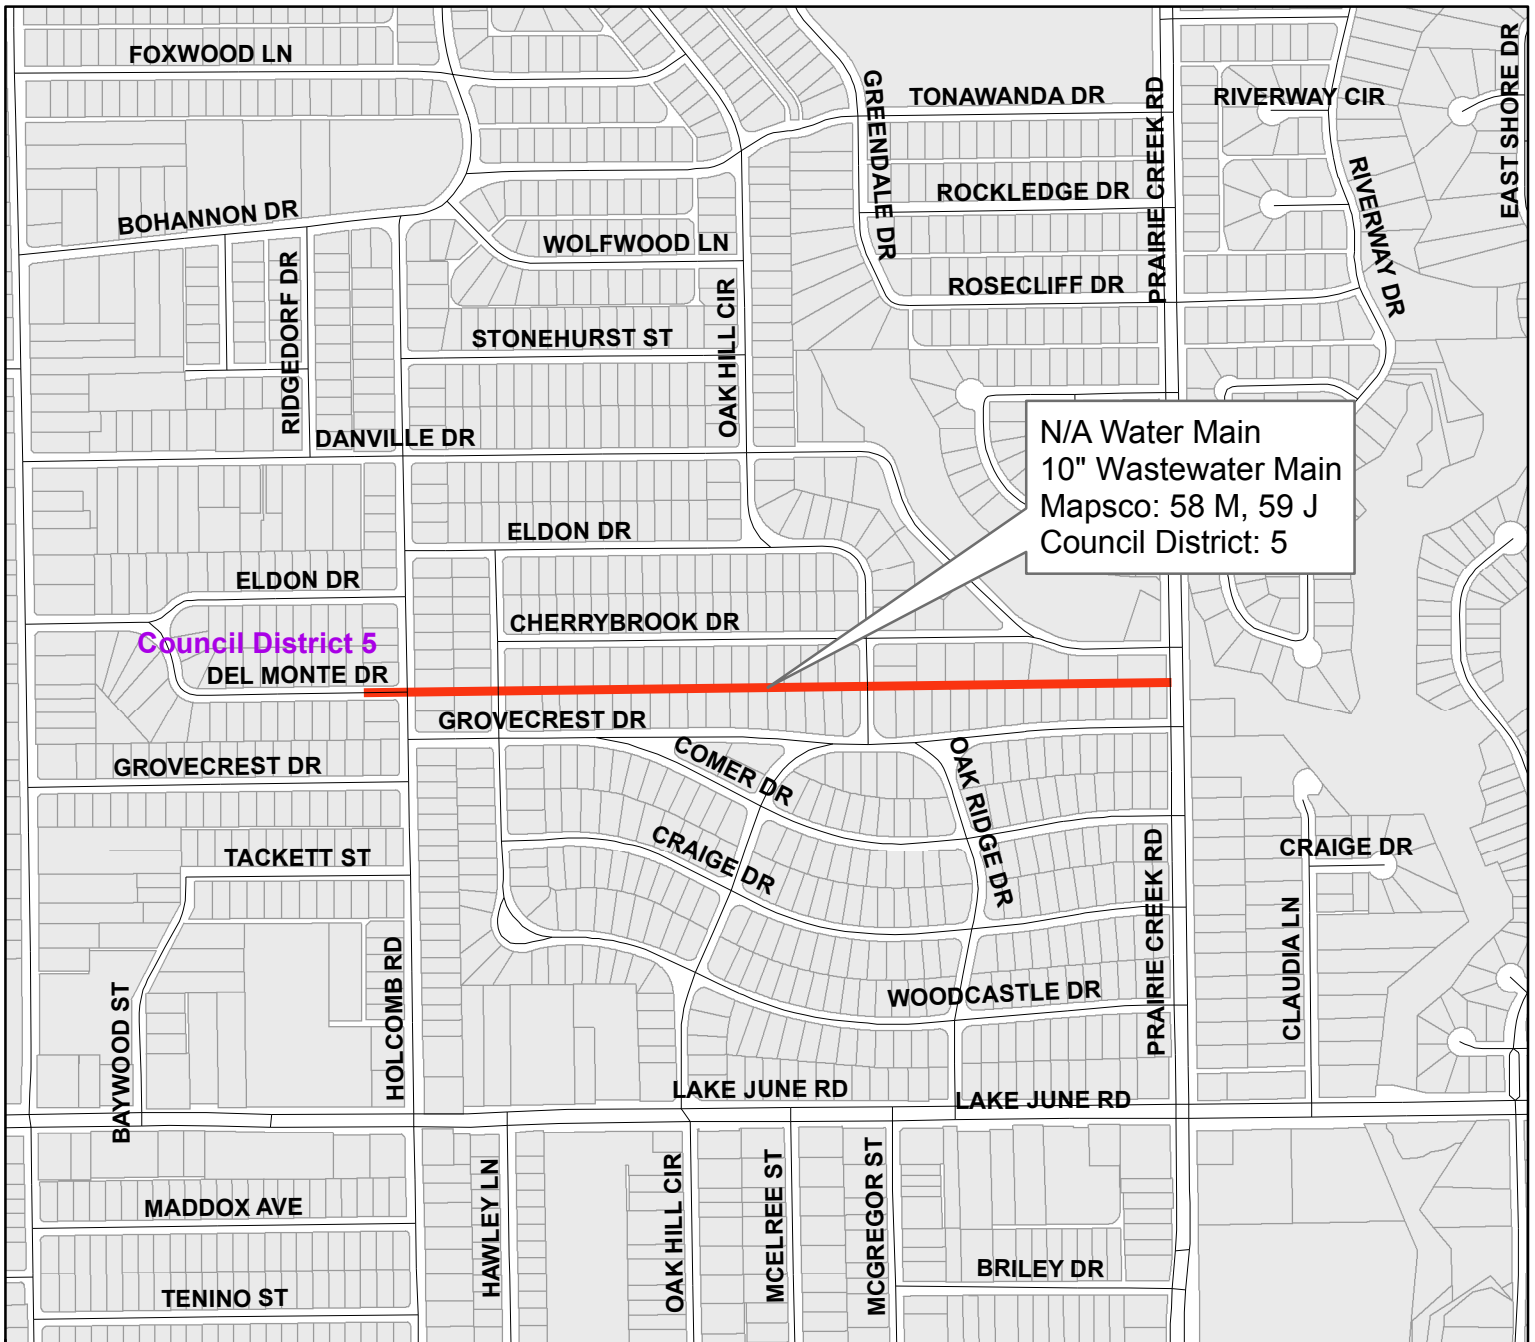 FOXWOOD LN
TONAWANDA DR
RIVERWAY CIR
EAST SHORE DR
GREENDALE DR
PRAIRIE CREEK RD
ROCKLEDGE DR
RIVERWAY DR
BOHANNON DR
WOLFWOOD LN
ROSECLIFF DR
RIDGEDORF DR
STONEHURST ST
OAK HILL CIR
DANVILLE DR
N/A Water Main
10" Wastewater Main
Mapsco: 58 M, 59 J
Council District: 5
ELDON DR
ELDON DR
CHERRYBROOK DR
Council District 5
DEL MONTE DR
GROVECREST DR
GROVECREST DR
COMER DR
OAK RIDGE DR
CRAIGE DR
TACKETT ST
CRAIGE DR
PRAIRIE CREEK RD
CLAUDIA LN
HOLCOMB RD
BAYWOOD ST
WOODCASTLE DR
LAKE JUNE RD
LAKE JUNE RD
HAWLEY LN
OAK HILL CIR
MCELREE ST
MCGREGOR ST
MADDOX AVE
BRILEY DR
TENINO ST